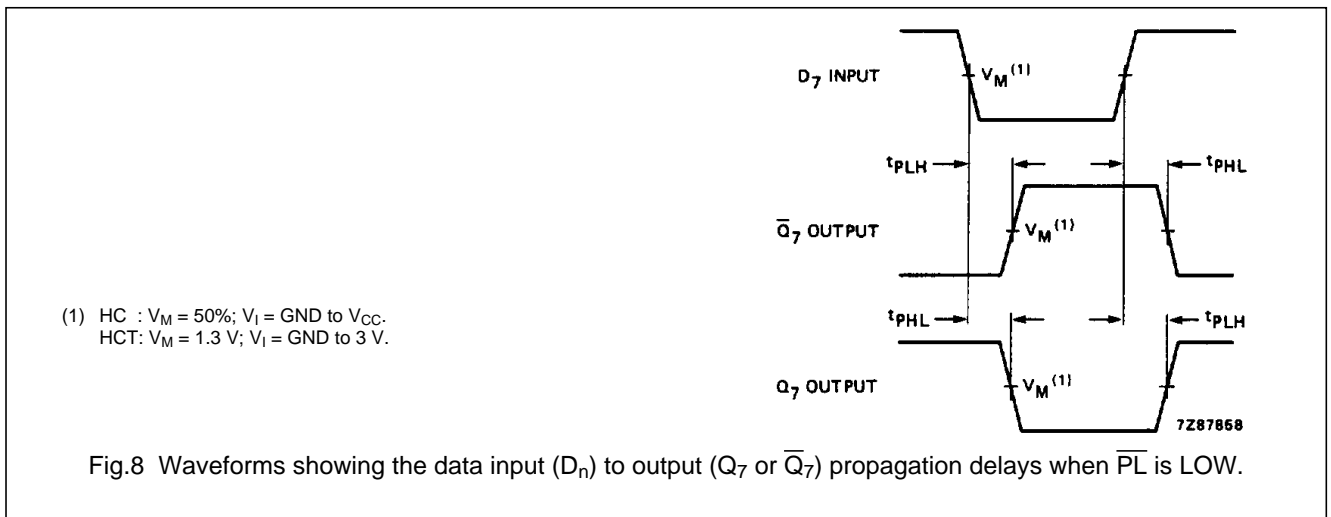 D7 INPUT
VM(1)
tPLH
tPHL
Q̅7 OUTPUT
VM(1)
(1) HC : VM = 50%; VI = GND to VCC.
HCT: VM = 1.3 V; VI = GND to 3 V.
tPHL
tPLH
Q7 OUTPUT
VM(1)
7Z87858
Fig.8 Waveforms showing the data input (Dn) to output (Q7 or Q̅7) propagation delays when P̅L̅ is LOW.